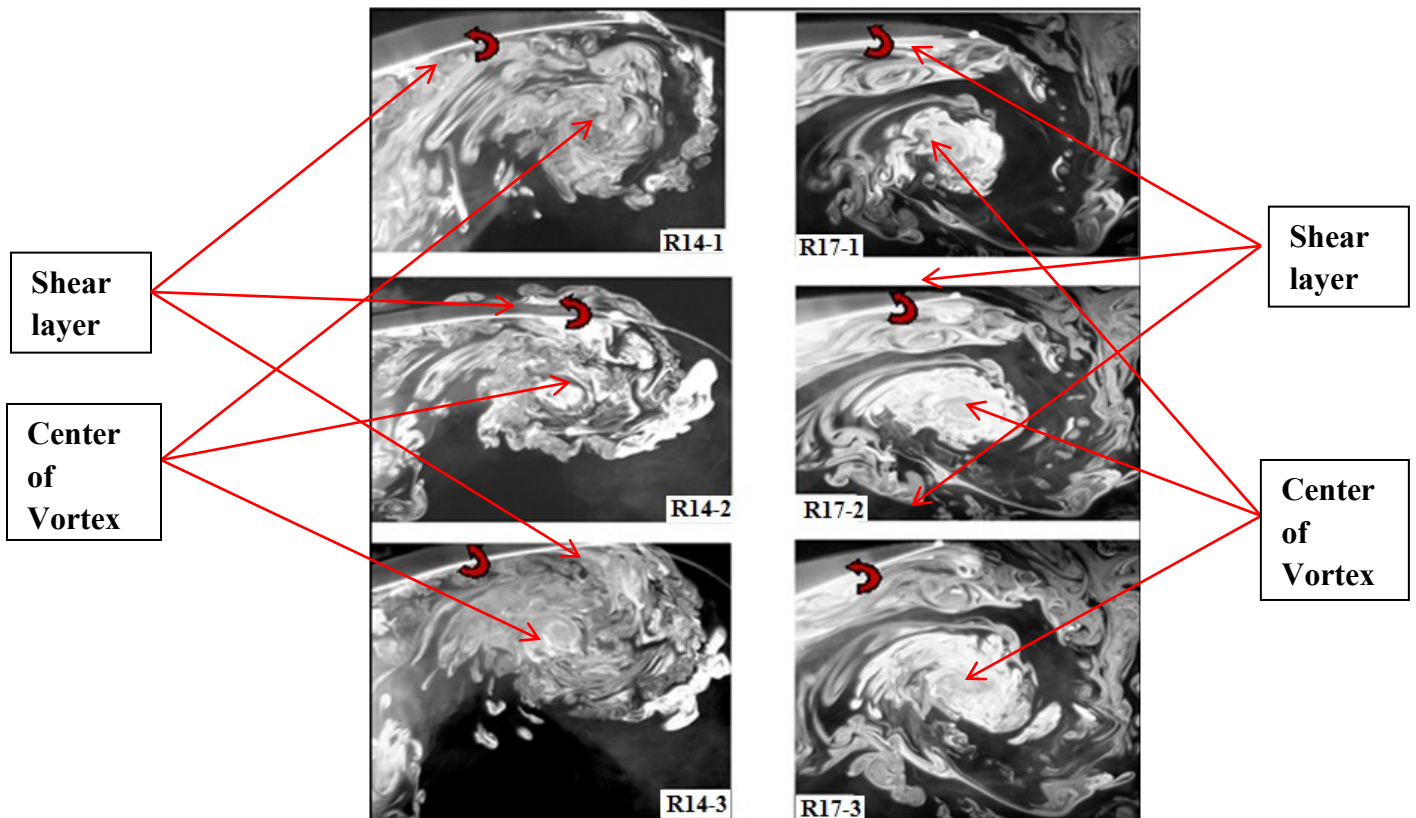 R14-1
R17-1
Shear
layer
Shear
layer
R14-2
R17-2
Center
of
Vortex
Center
of
Vortex
R14-3
R17-3